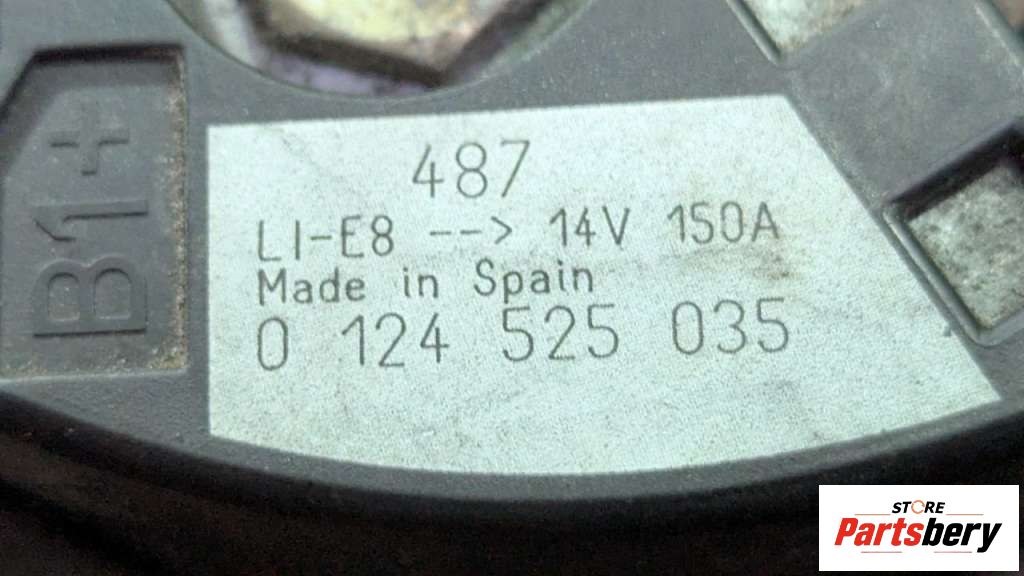 B1+
487
LI-E8 --> 14V 150A
Made in Spain
0 124 525 035
STORE
Partsbery